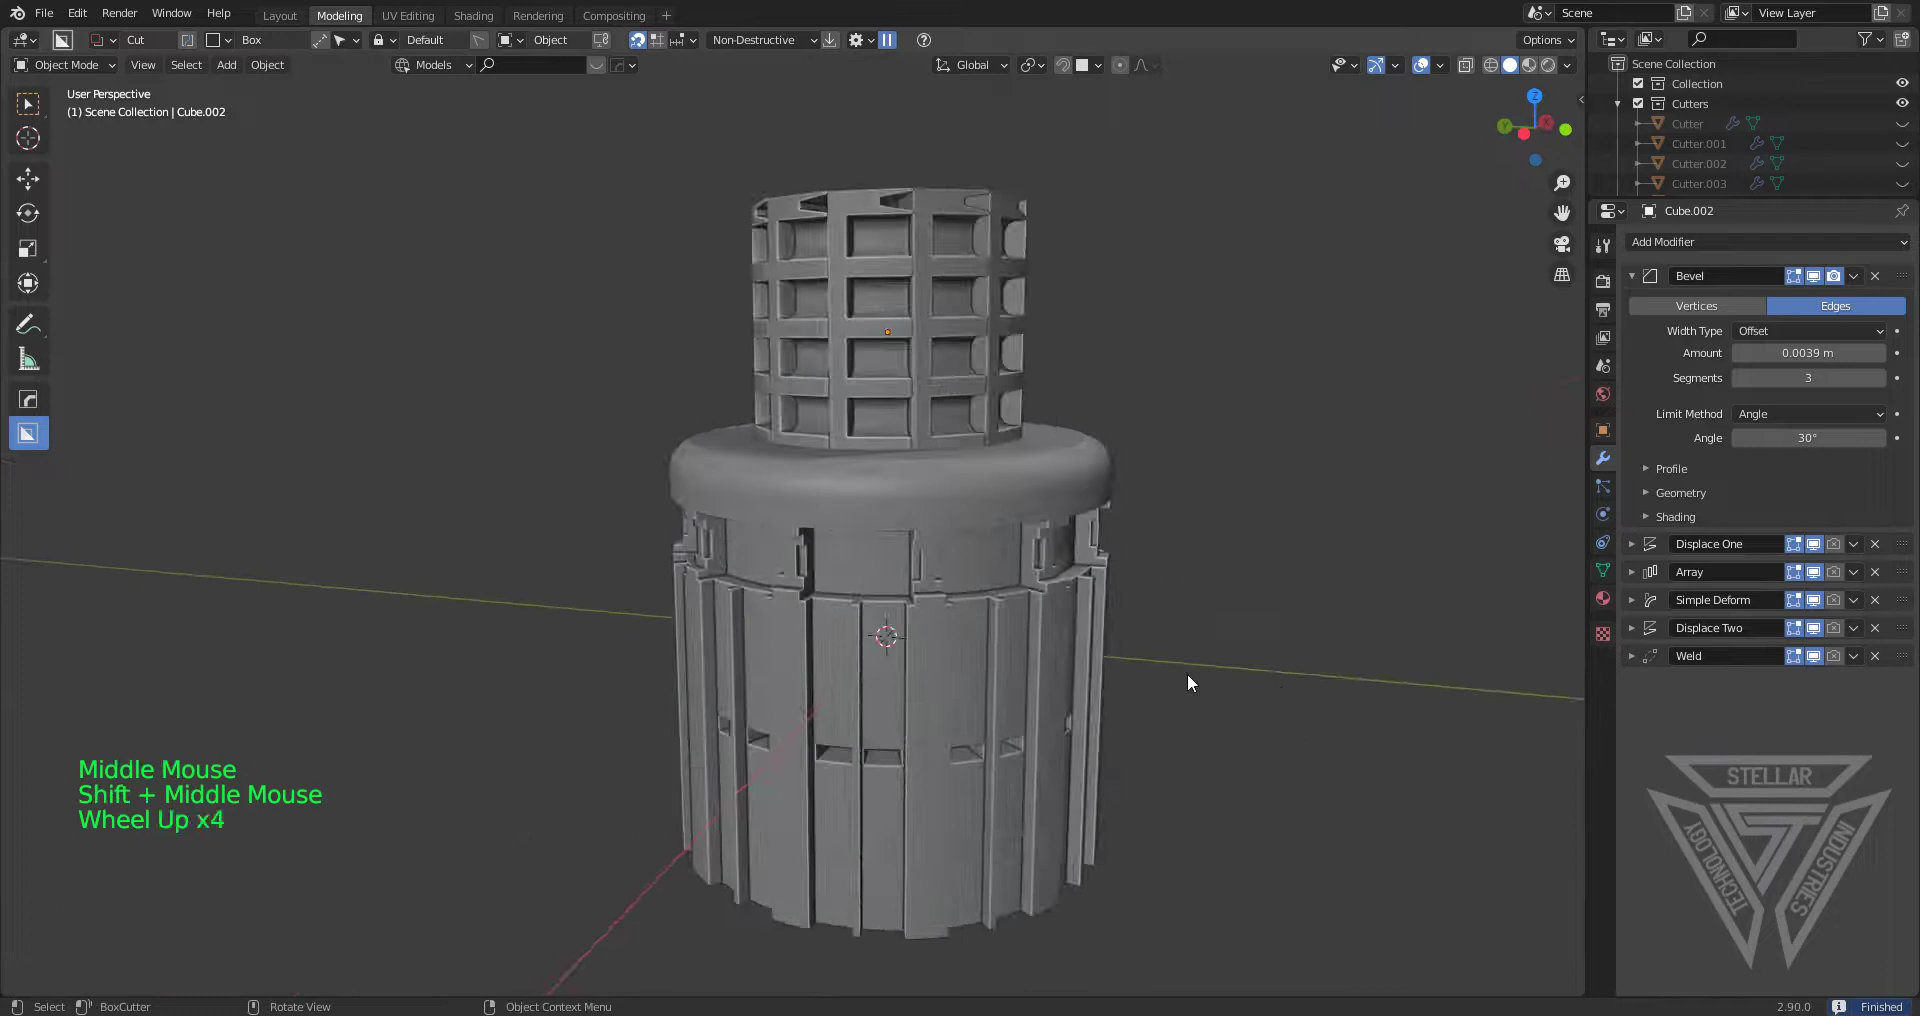 File Edit Render Window Help Layout Modeling UV Editing Shading Rendering Compositing + Scene View Layer
Cut Box Default Object Non-Destructive Options
Object Mode View Select Add Object Models Global
User Perspective
(1) Scene Collection | Cube.002
Z
Y
X
Scene Collection
Collection
Cutters
Cutter
Cutter.001
Cutter.002
Cutter.003
Cube.002
Add Modifier
Bevel
Vertices Edges
Width Type Offset
Amount 0.0039 m
Segments 3
Limit Method Angle
Angle 30°
Profile
Geometry
Shading
Displace One
Array
Simple Deform
Displace Two
Weld
STELLAR
TECHNOLOGY
INDUSTRIES
Middle Mouse
Shift + Middle Mouse
Wheel Up x4
Select BoxCutter Rotate View Object Context Menu 2.90.0 Finished